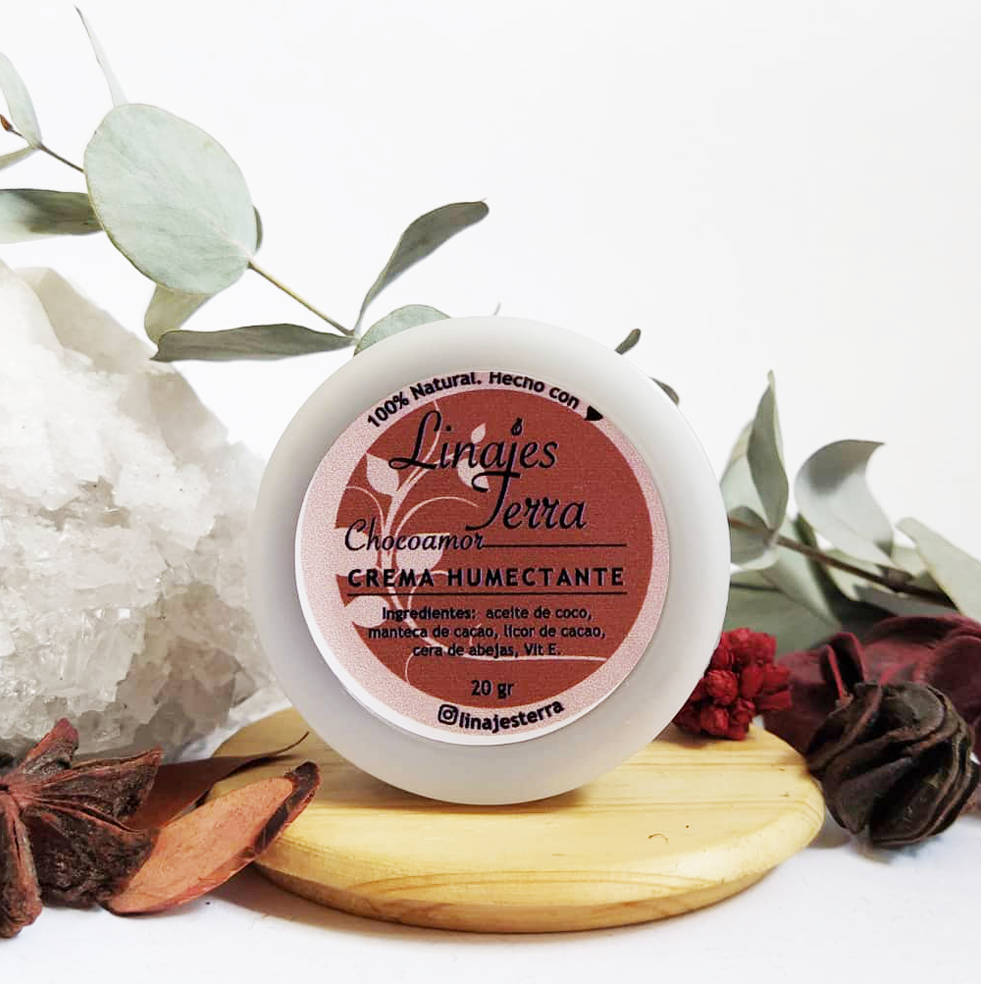 100% Natural. Hecho con
Linajes
Terra
Chocoamor
CREMA HUMECTANTE
Ingredientes: aceite de coco,
manteca de cacao, licor de cacao,
cera de abejas, Vit E.
20 gr
linajesterra